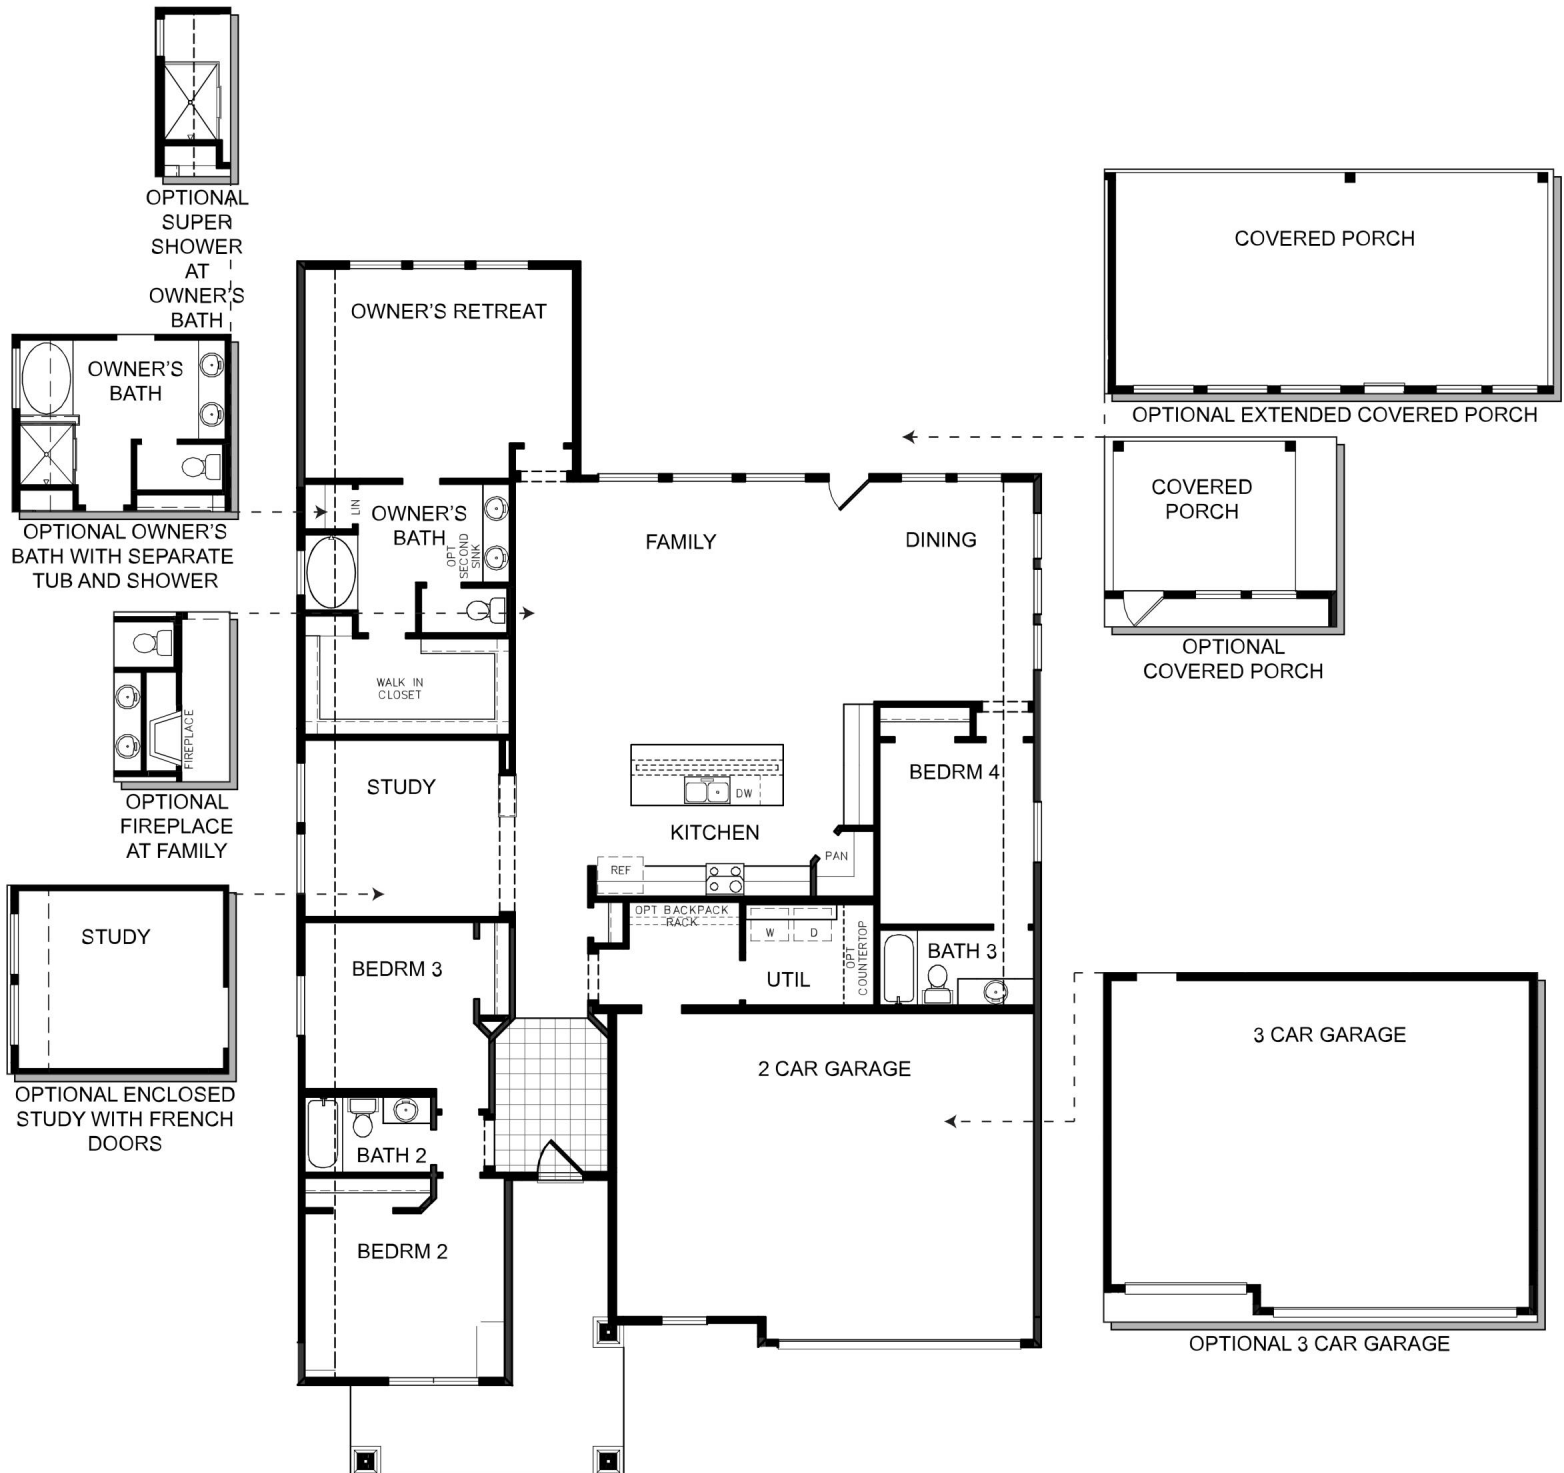 OPTIONAL
SUPER
SHOWER
AT
OWNER'S
BATH
OWNER'S
BATH
OPTIONAL OWNER'S
BATH WITH SEPARATE
TUB AND SHOWER
FIREPLACE
OPTIONAL
FIREPLACE
AT FAMILY
STUDY
OPTIONAL ENCLOSED
STUDY WITH FRENCH
DOORS
OWNER'S RETREAT
LIN
OWNER'S
BATH
OPT
SECOND
SINK
WALK IN
CLOSET
FAMILY
DINING
STUDY
DW
KITCHEN
REF
PAN
BEDRM 4
OPT BACKPACK
RACK
W
D
OPT
COUNTERTOP
UTIL
BATH 3
BEDRM 3
2 CAR GARAGE
BATH 2
BEDRM 2
COVERED PORCH
OPTIONAL EXTENDED COVERED PORCH
COVERED
PORCH
OPTIONAL
COVERED PORCH
3 CAR GARAGE
OPTIONAL 3 CAR GARAGE